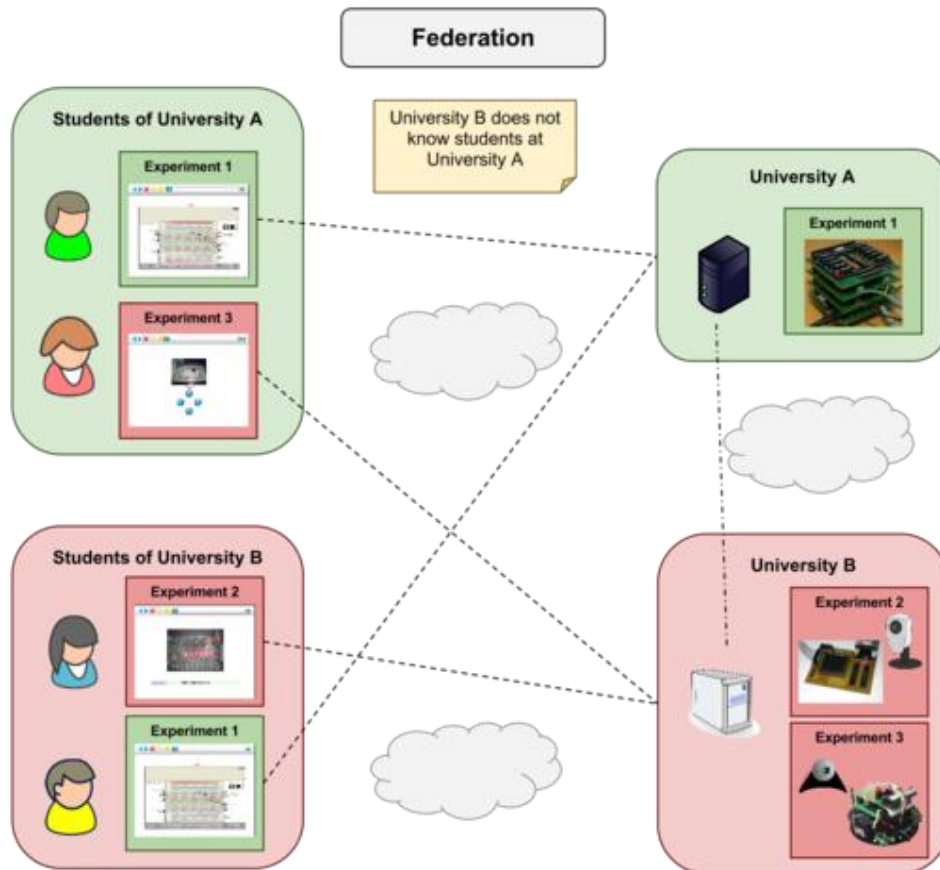 Federation
Students of University A
University B does not
know students at
University A
Experiment 1
University A
Experiment 1
Experiment 3
Students of University B
University B
Experiment 2
Experiment 2
Experiment 1
Experiment 3